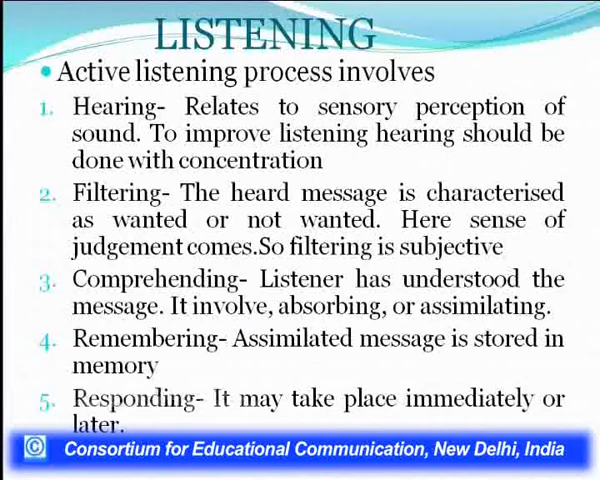 LISTENING
• Active listening process involves
1. Hearing- Relates to sensory perception of
sound. To improve listening hearing should be
done with concentration
2. Filtering- The heard message is characterised
as wanted or not wanted. Here sense of
judgement comes.So filtering is subjective
3. Comprehending- Listener has understood the
message. It involve, absorbing, or assimilating.
4. Remembering- Assimilated message is stored in
memory
5. Responding- It may take place immediately or
later.
© Consortium for Educational Communication, New Delhi, India